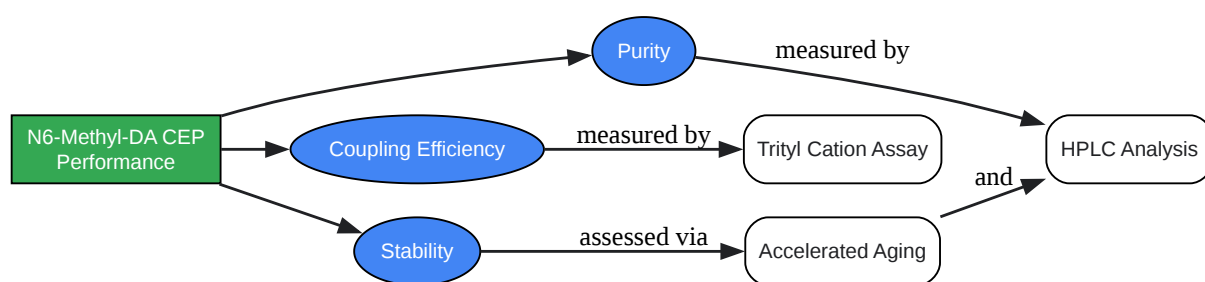 Purity
measured by
N6-Methyl-DA CEP
Performance
Coupling Efficiency
measured by
Trityl Cation Assay
HPLC Analysis
and
Stability
assessed via
Accelerated Aging